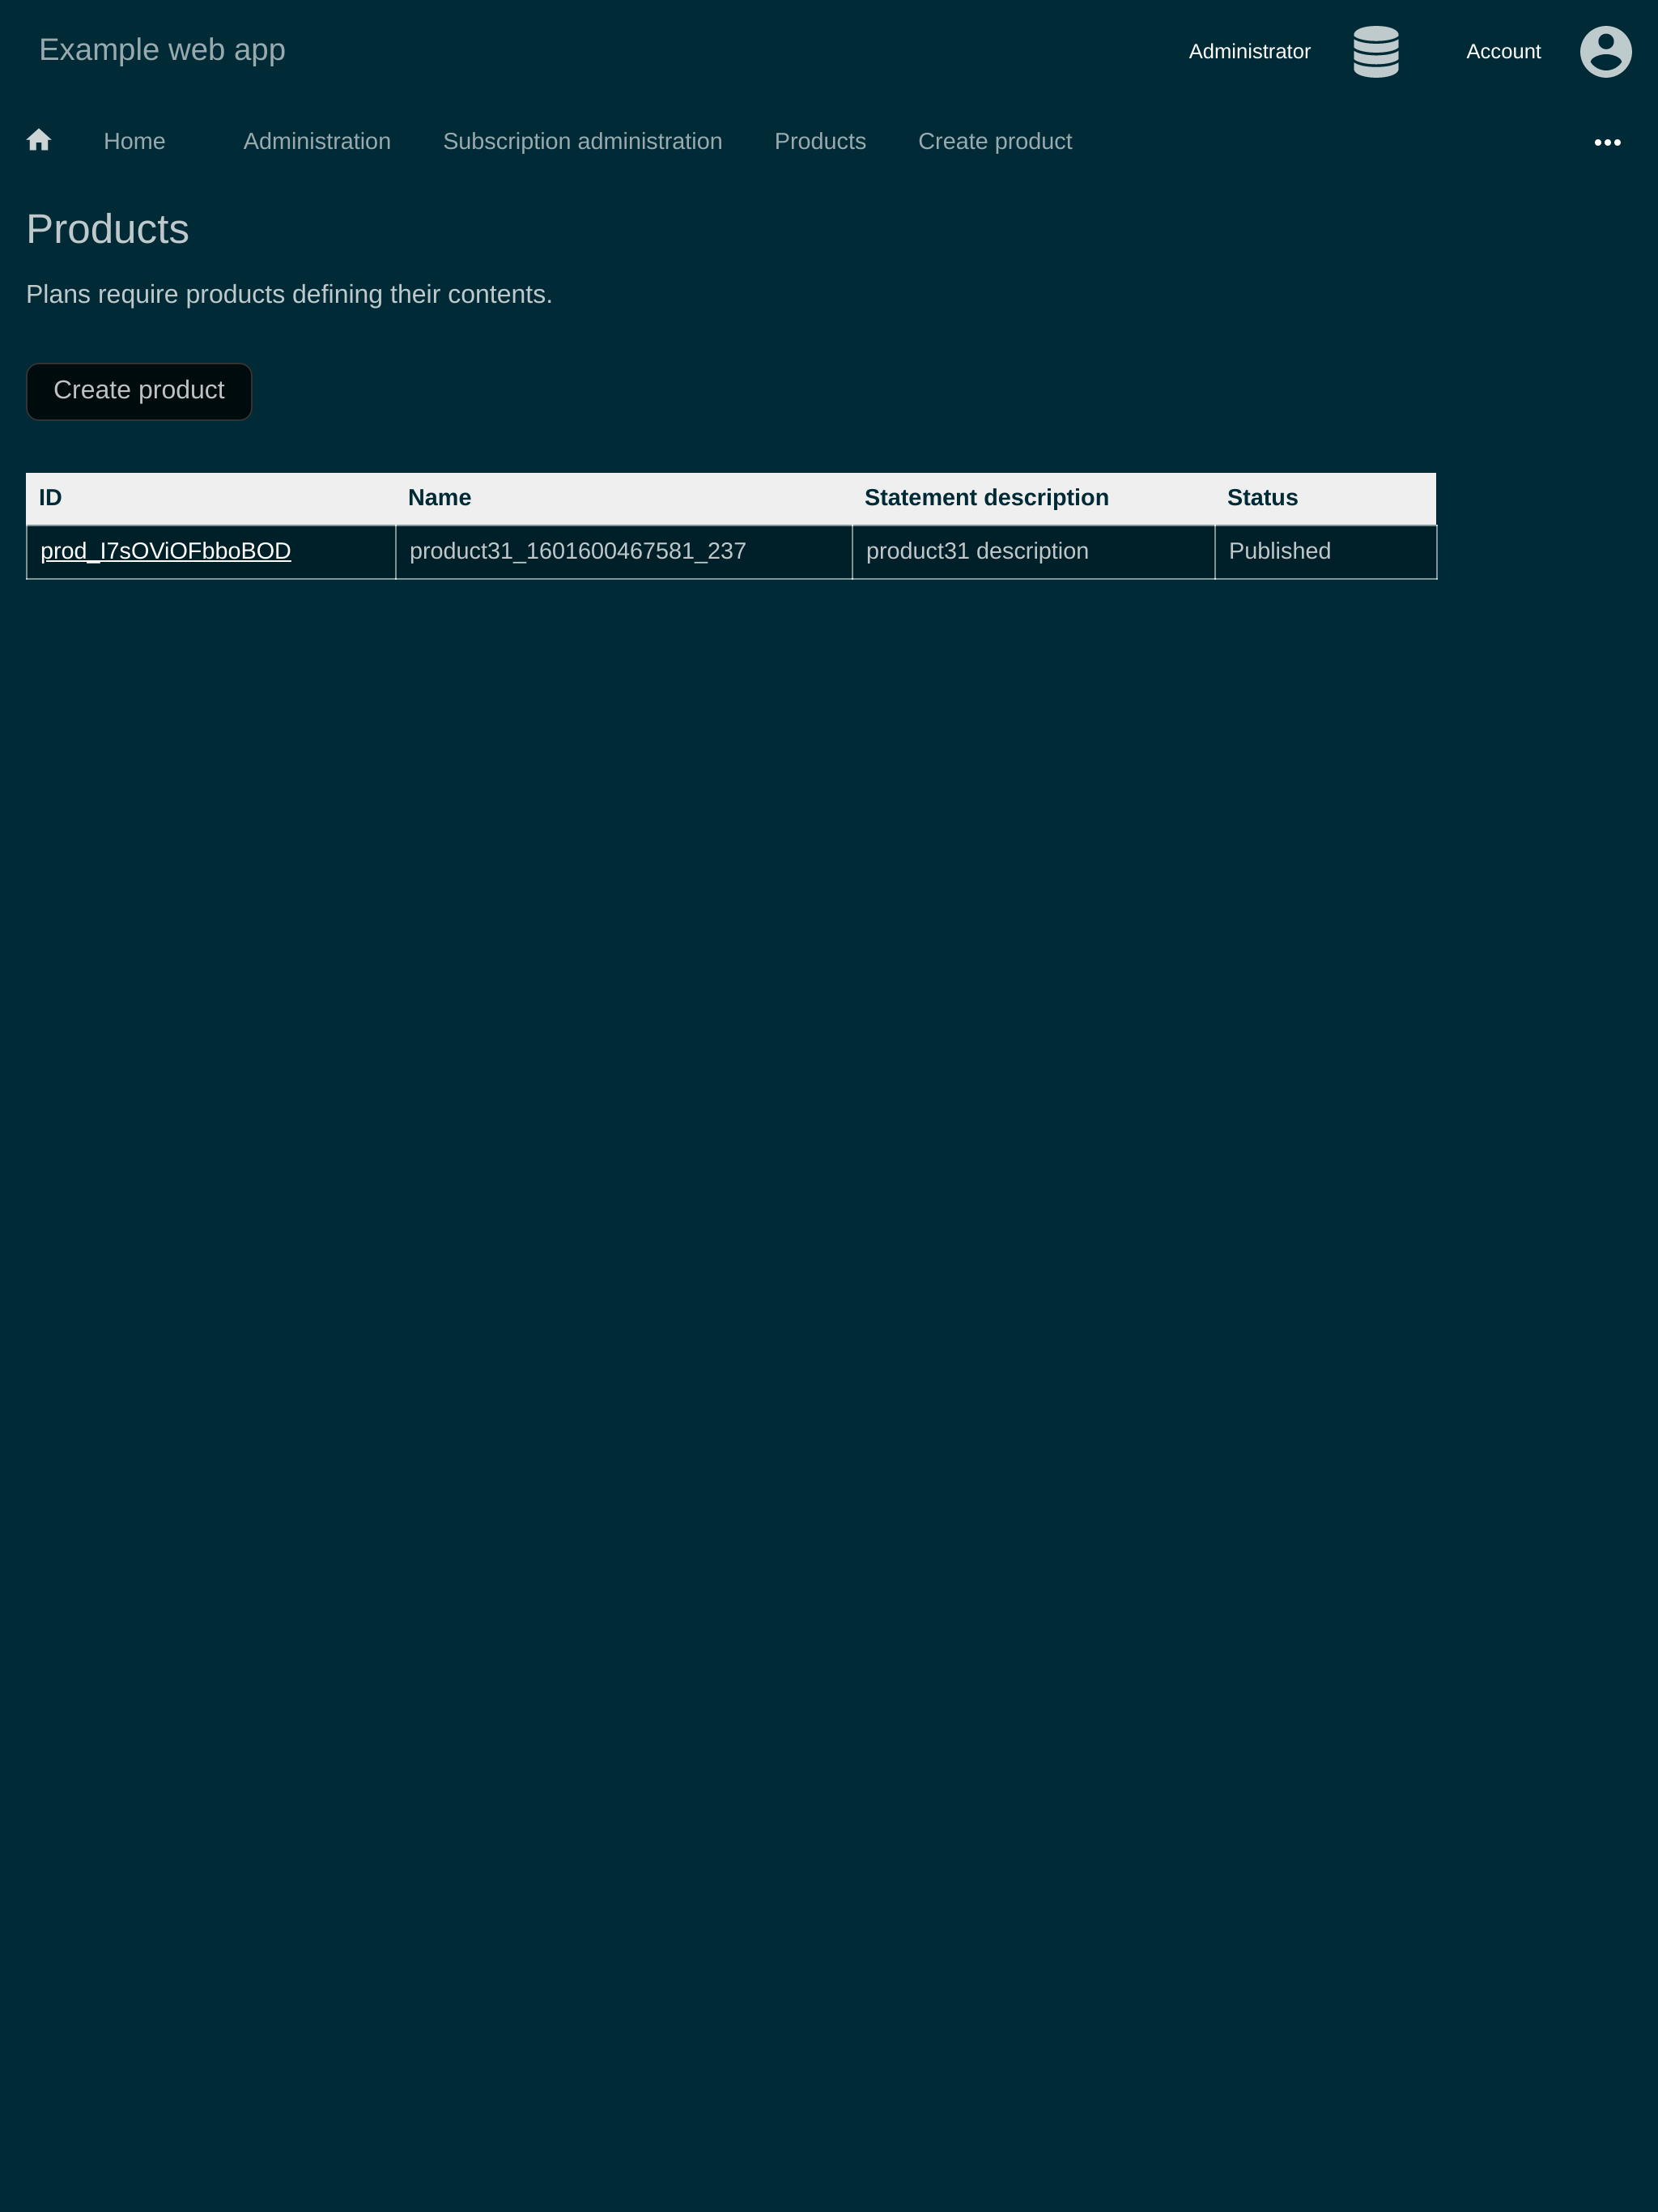 Example web app
Administrator
Account
Home Administration Subscription administration Products Create product
Products
Plans require products defining their contents.
Create product
ID Name Statement description Status
prod_I7sOViOFbboBOD product31_1601600467581_237 product31 description Published